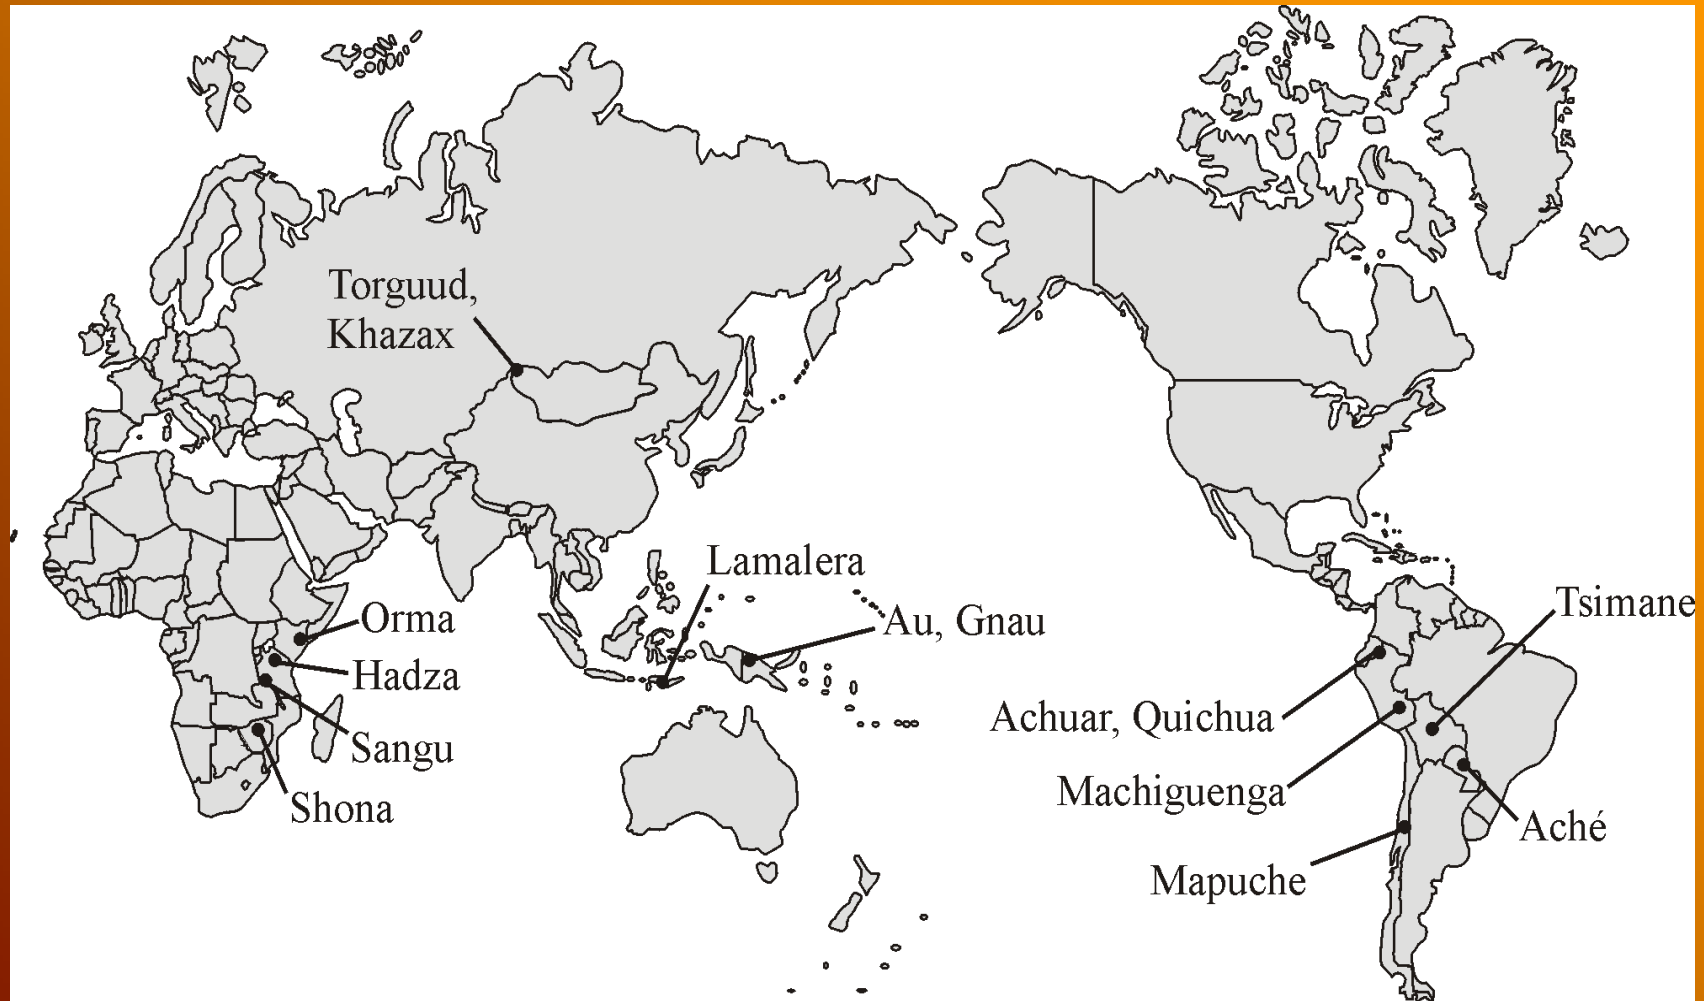 Torguud,
Khazax
Lamalera
Orma
Au, Gnau
Tsimane
Hadza
Achuar, Quichua
Sangu
Machiguenga
Shona
Aché
Mapuche